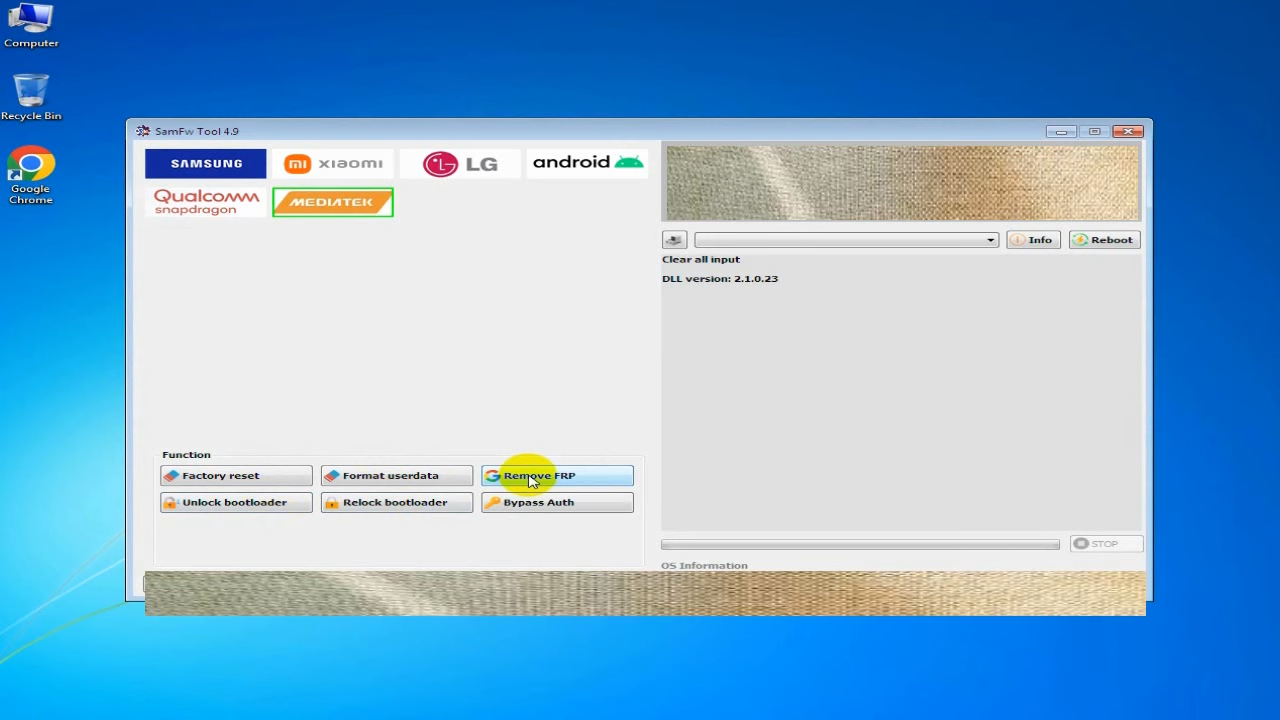 Computer
Recycle Bin
Google
Chrome
SamFw Tool 4.9
SAMSUNG
mi xiaomi
LG
android
Qualcomm
snapdragon
MEDIATEK
Info
Reboot
Clear all input
DLL version: 2.1.0.23
Function
Factory reset
Format userdata
Remove FRP
Unlock bootloader
Relock bootloader
Bypass Auth
STOP
OS Information